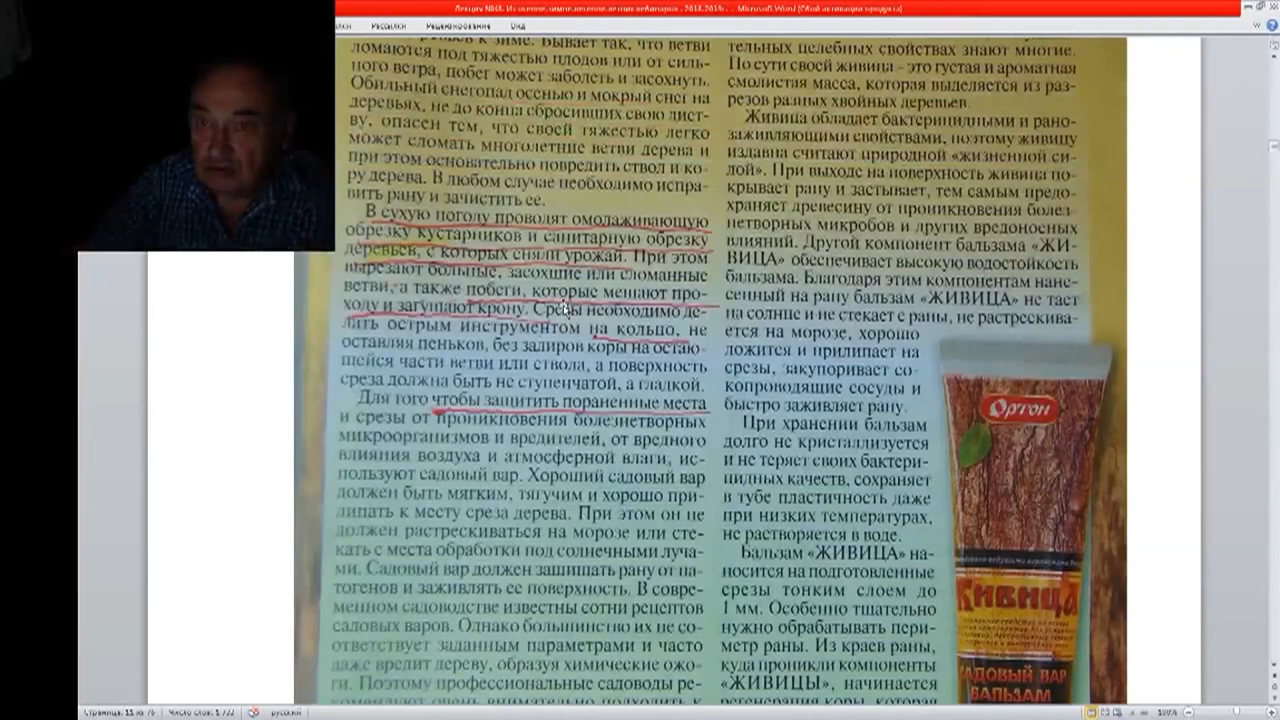 Рассылки Рецензирование Вид
ломаются под тяжестью плодов или от силь-
ного ветра, побег может заболеть и засохнуть.
Обильный снегопад осенью и мокрый снег на
деревьях, не до конца сбросивших свою лист-
ву, опасен тем, что своей тяжестью легко
может сломать многолетние ветви дерева и
при этом основательно повредить ствол и ко-
ру дерева. В любом случае необходимо испра-
вить рану и зачистить ее.
В сухую погоду проводят омолаживающую
обрезку кустарников и санитарную обрезку
деревьев, с которых сняли урожай. При этом
вырезают больные, засохшие или сломанные
ветви, а также побеги, которые мешают про-
ходу и загущают крону. Срезы необходимо де-
лать острым инструментом на кольцо, не
оставляя пеньков, без задиров коры на остаю-
щейся части ветви или ствола, а поверхность
среза должна быть не ступенчатой, а гладкой.
Для того чтобы защитить пораненные места
и срезы от проникновения болезнетворных
микроорганизмов и вредителей, от вредного
влияния воздуха и атмосферной влаги, ис-
пользуют садовый вар. Хороший садовый вар
должен быть мягким, тягучим и хорошо при-
липать к месту среза дерева. При этом он не
должен растрескиваться на морозе или сте-
кать с места обработки под солнечными луча-
ми. Садовый вар должен защищать рану от па-
тогенов и заживлять ее поверхность. В совре-
менном садоводстве известны сотни рецептов
садовых варов. Однако большинство их не со-
ответствует заданным параметрам и часто
даже вредит дереву, образуя химические ожо-
ги. Поэтому профессиональные садоводы ре-
комендуют очень внимательно подходить к
тельных целебных свойствах знают многие.
По сути своей живица - это густая и ароматная
смолистая масса, которая выделяется из раз-
резов разных хвойных деревьев.
Живица обладает бактерицидными и рано-
заживляющими свойствами, поэтому живицу
издавна считают природной «жизненной си-
лой». При выходе на поверхность живица по-
крывает рану и застывает, тем самым предо-
храняет древесину от проникновения болез-
нетворных микробов и других вредоносных
влияний. Другой компонент бальзама «ЖИ-
ВИЦА» обеспечивает высокую водостойкость
бальзама. Благодаря этим компонентам нане-
сенный на рану бальзам «ЖИВИЦА» не тает
на солнце и не стекает с раны, не растрескива-
ется на морозе, хорошо
ложится и прилипает на
срезы, закупоривает со-
копроводящие сосуды и
быстро заживляет рану.
При хранении бальзам
долго не кристаллизуется
и не теряет своих бактери-
цидных качеств, сохраняет
в тубе пластичность даже
при низких температурах,
не растворяется в воде.
Бальзам «ЖИВИЦА» на-
носится на подготовленные
срезы тонким слоем до
1 мм. Особенно тщательно
нужно обрабатывать пери-
метр раны. Из краев раны,
куда проникли компоненты
«ЖИВИЦЫ», начинается
регенерация коры, которая
Ортон
Живица
САДОВЫЙ ВАР
БАЛЬЗАМ
Страница: 11 из 76 Число слов: 1 732 русский 160%